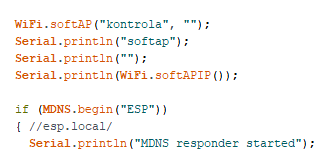 WiFi.softAP("kontrola", "");
Serial.println("softap");
Serial.println("");
Serial.println(WiFi.softAPIP());

if (MDNS.begin("ESP"))
{ //esp.local/
  Serial.println("MDNS responder started");